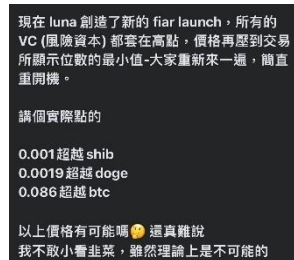 現在 luna 創造了新的 fiar launch，所有的
VC (風險資本) 都套在高點，價格再壓到交易
所顯示位數的最小值-大家重新來一遍，簡直
重開機。
講個實際點的
0.001超越 shib
0.0019超越 doge
0.086超越 btc
以上價格有可能嗎🤔 還真難說
我不敢小看韭菜，雖然理論上是不可能的